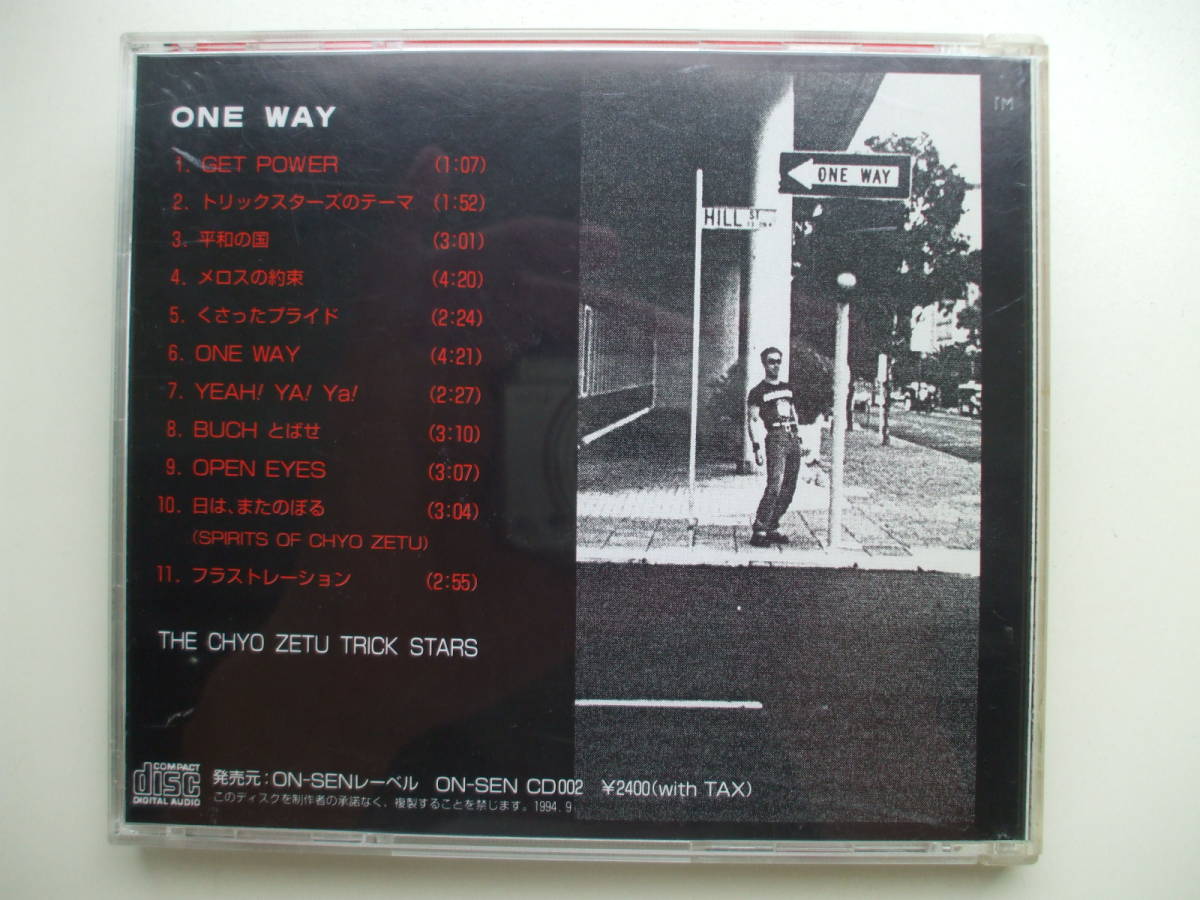 ONE WAY
1. GET POWER (1:07)
2. トリックスターズのテーマ (1:52)
3. 平和の国 (3:01)
4. メロスの約束 (4:20)
5. くさったプライド (2:24)
6. ONE WAY (4:21)
7. YEAH! YA! Ya! (2:27)
8. BUCH とばせ (3:10)
9. OPEN EYES (3:07)
10. 日は、またのぼる (3:04)
(SPIRITS OF CHYO ZETU)
11. フラストレーション (2:55)
THE CHYO ZETU TRICK STARS
ONE WAY
HILL ST
COMPACT
disc
DIGITAL AUDIO
発売元:ON-SENレーベル ON-SEN CD002 ¥2400(with TAX)
このディスクを制作者の承諾なく、複製することを禁じます。1994. 9